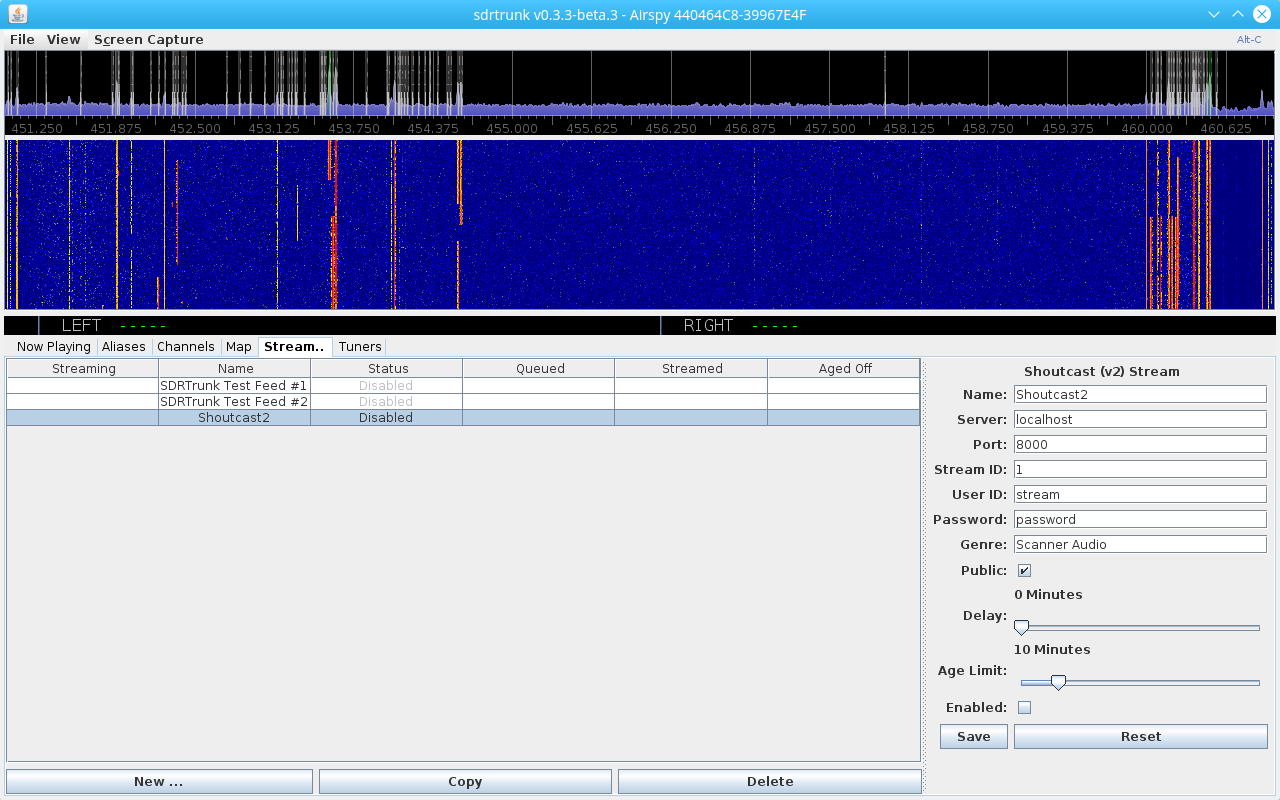 sdrtrunk v0.3.3-beta.3 - Airspy 440464C8-39967E4F
File View Screen Capture Alt-C
451.250 451.875 452.500 453.125 453.750 454.375 455.000 455.625 456.250 456.875 457.500 458.125 458.750 459.375 460.000 460.625
LEFT ----- RIGHT -----
Now Playing Aliases Channels Map Stream.. Tuners
Streaming Name Status Queued Streamed Aged Off
SDRTrunk Test Feed #1 Disabled
SDRTrunk Test Feed #2 Disabled
Shoutcast2 Disabled
Shoutcast (v2) Stream
Name: Shoutcast2
Server: localhost
Port: 8000
Stream ID: 1
User ID: stream
Password: password
Genre: Scanner Audio
Public:
0 Minutes
Delay:
10 Minutes
Age Limit:
Enabled:
Save Reset
New ... Copy Delete